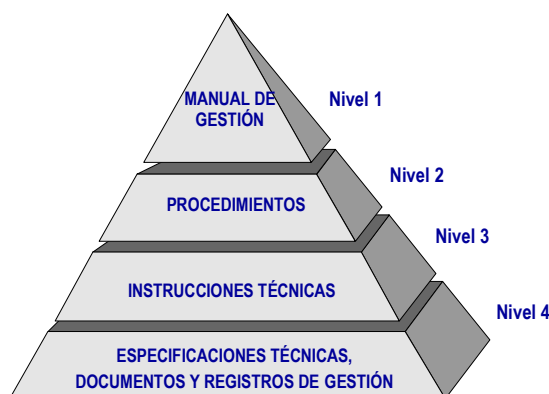 MANUAL DE
GESTIÓN
Nivel 1
Nivel 2
PROCEDIMIENTOS
Nivel 3
INSTRUCCIONES TÉCNICAS
Nivel 4
ESPECIFICACIONES TÉCNICAS,
DOCUMENTOS Y REGISTROS DE GESTIÓN